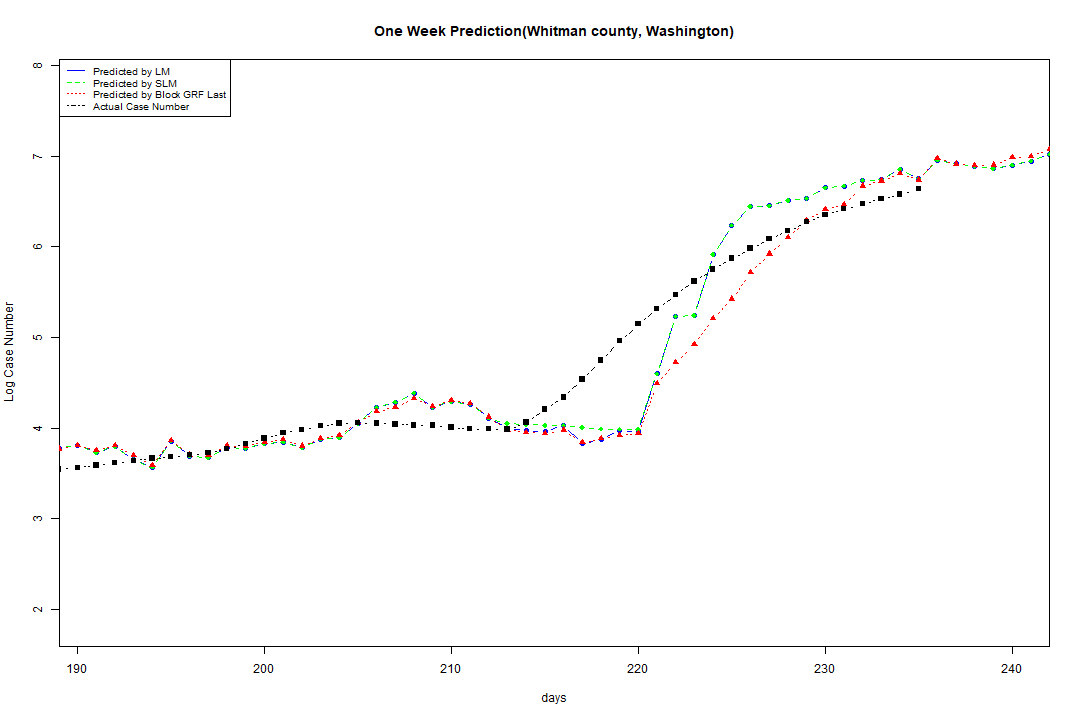 One Week Prediction(Whitman county, Washington)
Predicted by LM
Predicted by SLM
Predicted by Block GRF Last
Actual Case Number
8
7
6
5
4
3
2
Log Case Number
190 200 210 220 230 240
days